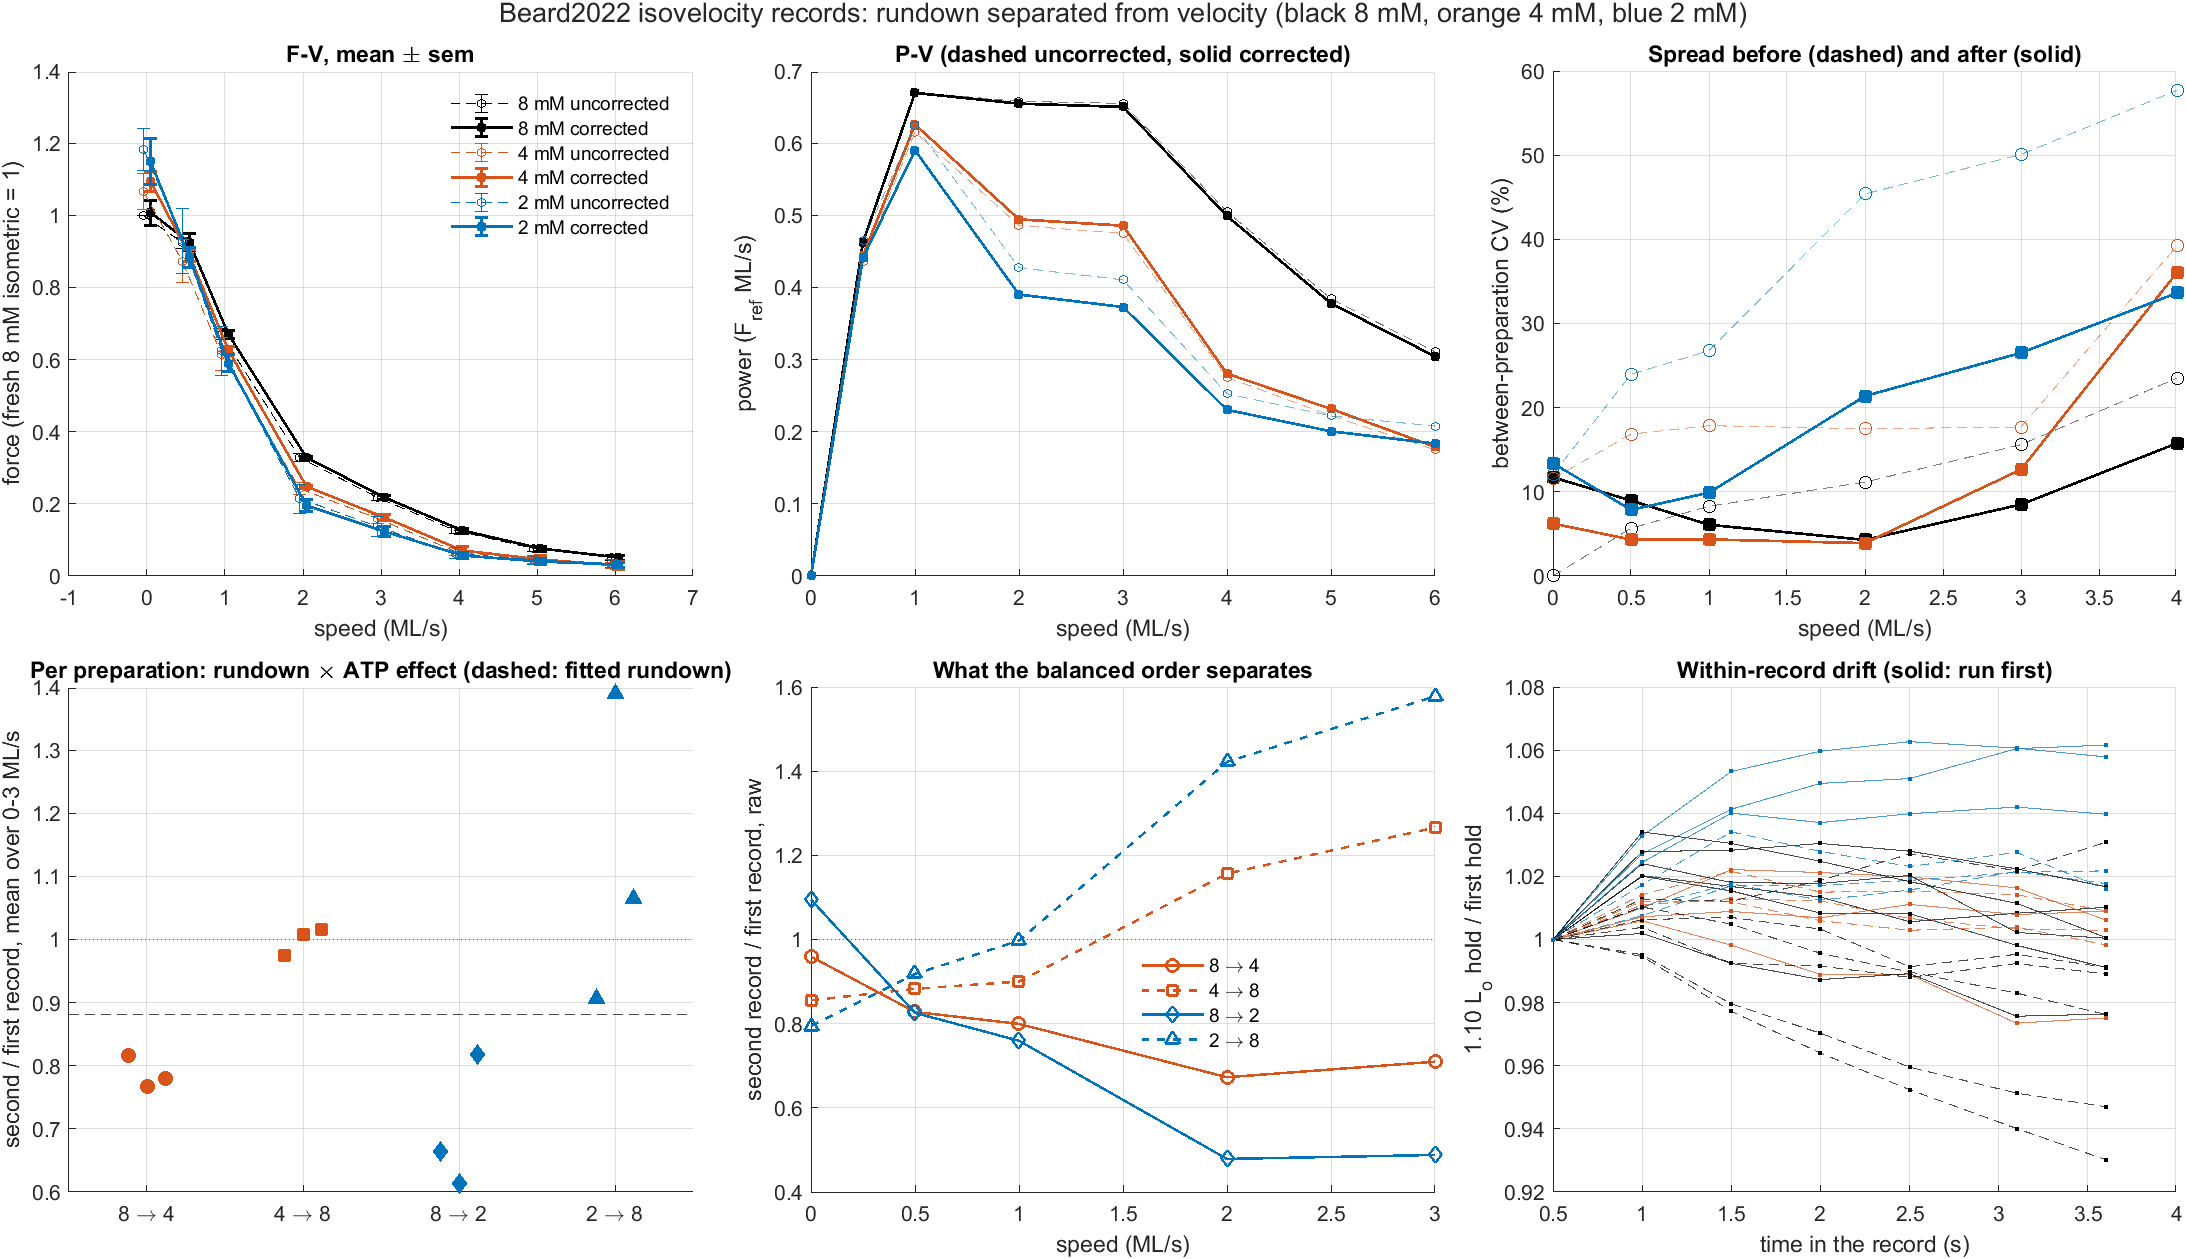 Beard2022 isovelocity records: rundown separated from velocity (black 8 mM, orange 4 mM, blue 2 mM)
F-V, mean ± sem
force (fresh 8 mM isometric = 1)
1.4
1.2
1
0.8
0.6
0.4
0.2
0
8 mM uncorrected
8 mM corrected
4 mM uncorrected
4 mM corrected
2 mM uncorrected
2 mM corrected
-1 0 1 2 3 4 5 6 7
speed (ML/s)
P-V (dashed uncorrected, solid corrected)
power (F_ref ML/s)
0.7
0.6
0.5
0.4
0.3
0.2
0.1
0
0 1 2 3 4 5 6
speed (ML/s)
Spread before (dashed) and after (solid)
between-preparation CV (%)
60
50
40
30
20
10
0
0 0.5 1 1.5 2 2.5 3 3.5 4
speed (ML/s)
Per preparation: rundown × ATP effect (dashed: fitted rundown)
second / first record, mean over 0-3 ML/s
1.4
1.3
1.2
1.1
1
0.9
0.8
0.7
0.6
8 → 4 4 → 8 8 → 2 2 → 8
What the balanced order separates
second record / first record, raw
1.6
1.4
1.2
1
0.8
0.6
0.4
8 → 4
4 → 8
8 → 2
2 → 8
0 0.5 1 1.5 2 2.5 3
speed (ML/s)
Within-record drift (solid: run first)
1.10 L_o hold / first hold
1.08
1.06
1.04
1.02
1
0.98
0.96
0.94
0.92
0.5 1 1.5 2 2.5 3 3.5 4
time in the record (s)